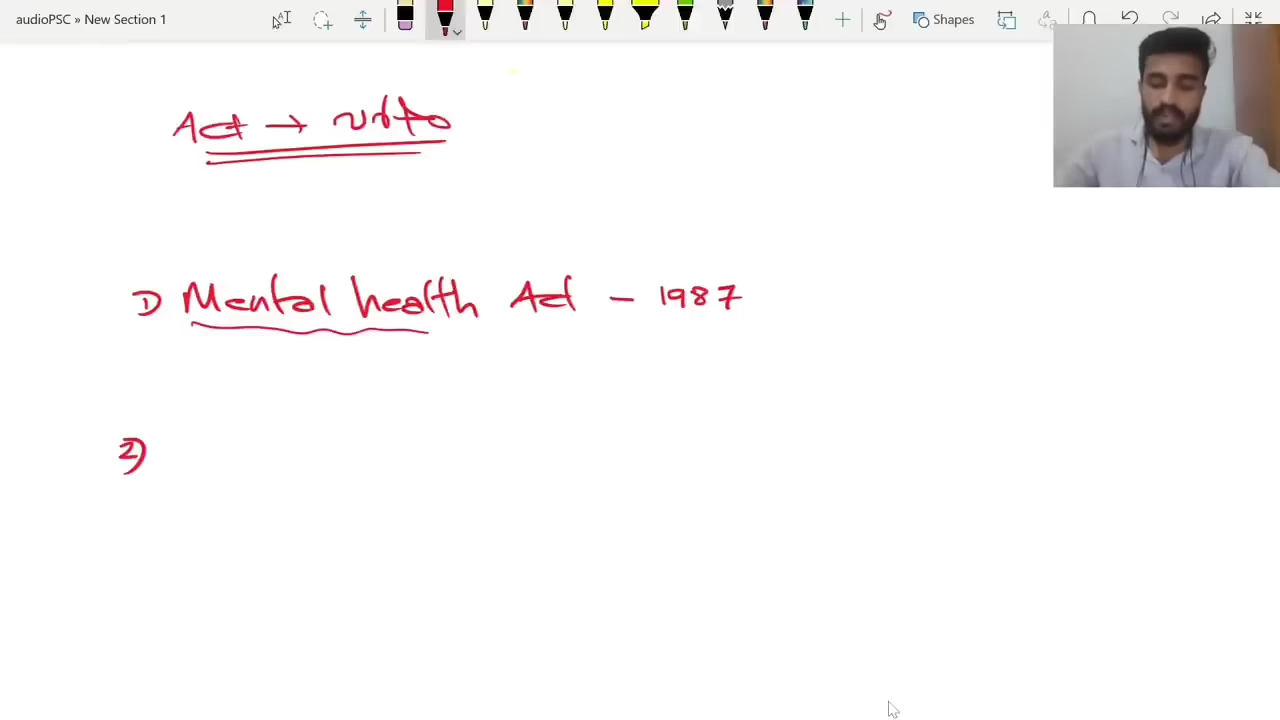 audioPSC » New Section 1
Shapes
Act →
1) Mental health Act - 1987
2)